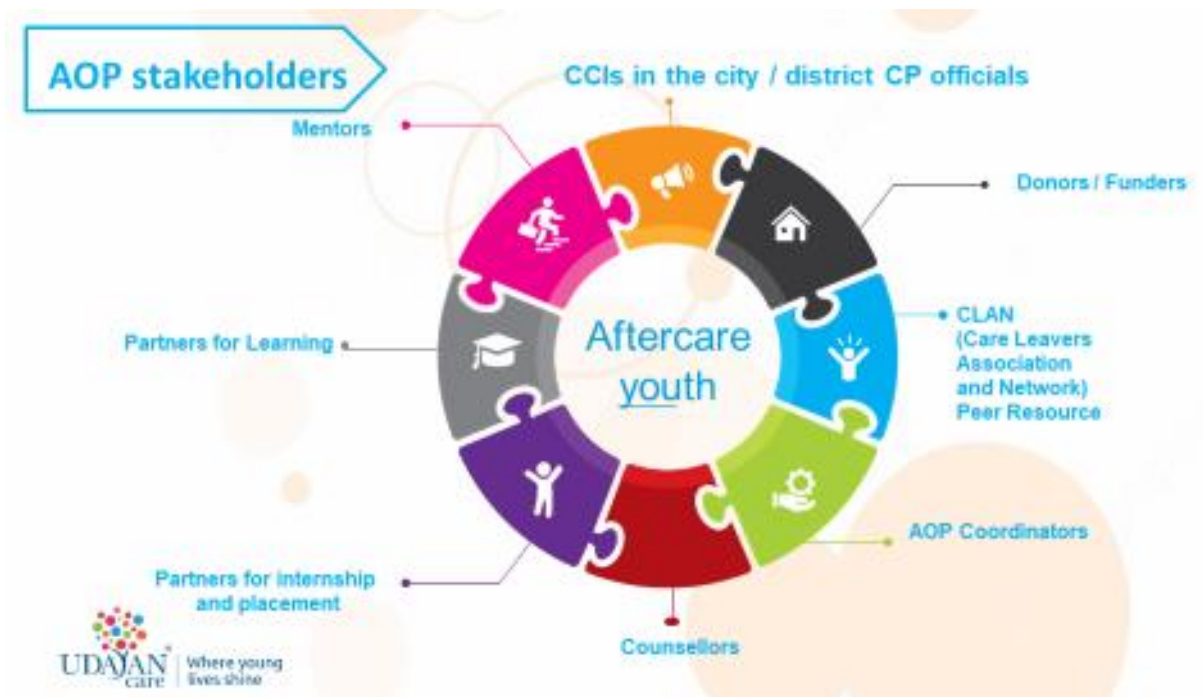 AOP stakeholders
CCIs in the city / district CP officials
Mentors
Donors / Funders
CLAN
(Care Leavers
Association
and Network)
Peer Resource
Partners for Learning
Aftercare
youth
AOP Coordinators
Partners for internship
and placement
Counsellors
UDAYAN
care
Where young
lives shine